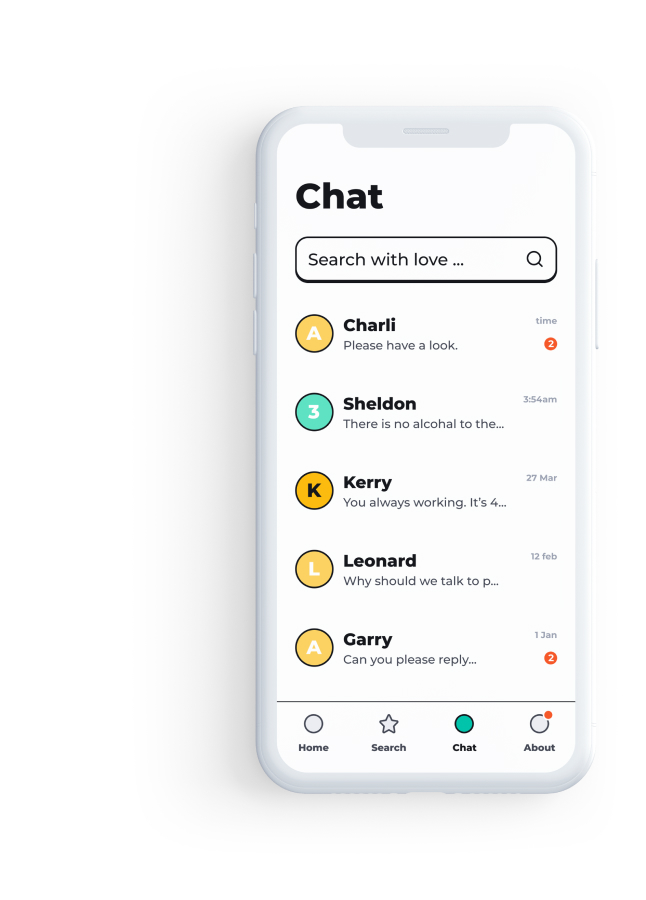 Chat
Search with love ...
A
Charli
time
Please have a look.
2
3
Sheldon
3:54am
There is no alcohal to the...
K
Kerry
27 Mar
You always working. It’s 4...
L
Leonard
12 feb
Why should we talk to p...
A
Garry
1 Jan
Can you please reply...
2
Home Search Chat About